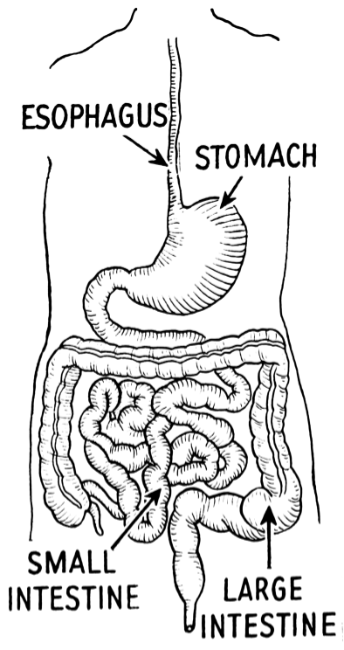 ESOPHAGUS
STOMACH
SMALL
INTESTINE
LARGE
INTESTINE